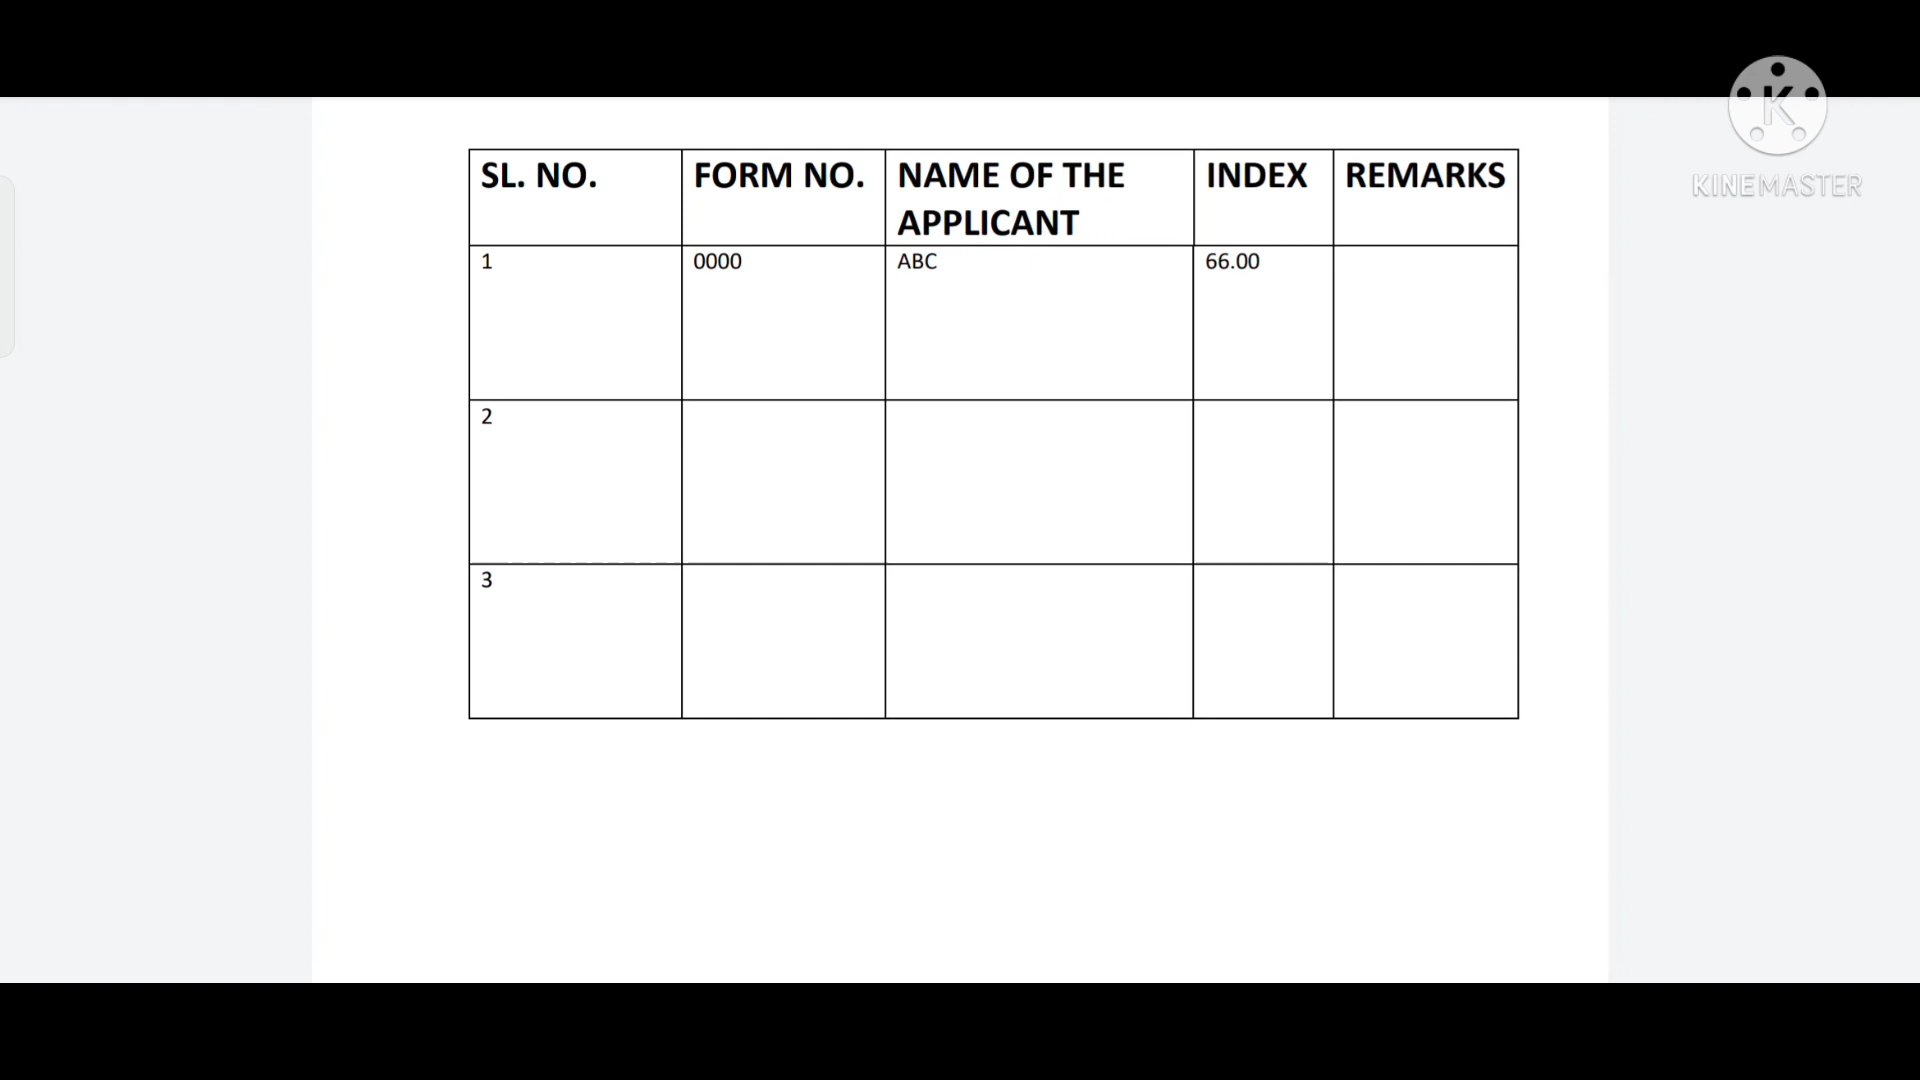 SL. NO. FORM NO. NAME OF THE APPLICANT INDEX REMARKS
1 0000 ABC 66.00
2
3
K
KINEMASTER